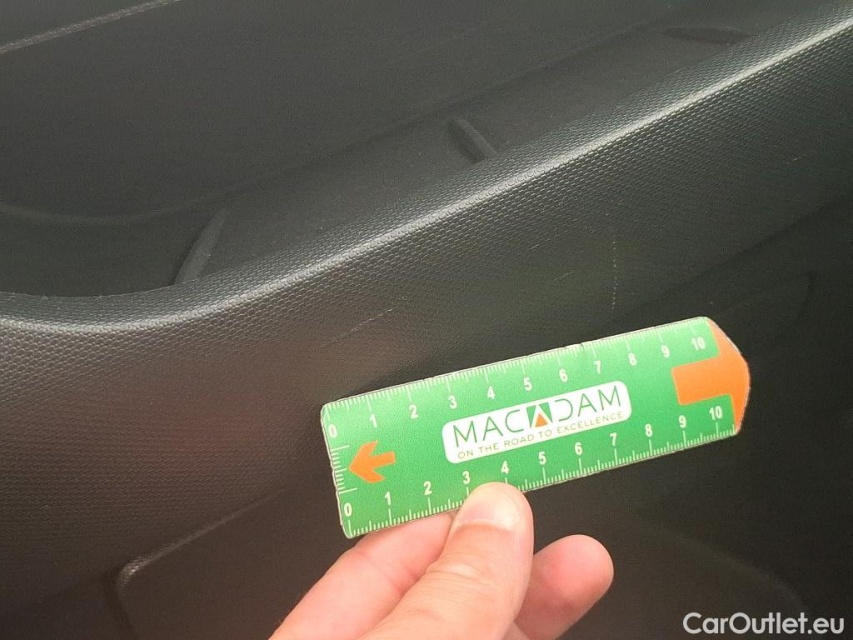 0 1 2 3 4 5 6 7 8 9 10
MACADAM
ON THE ROAD TO EXCELLENCE
0 1 2 3 4 5 6 7 8 9 10
CarOutlet.eu